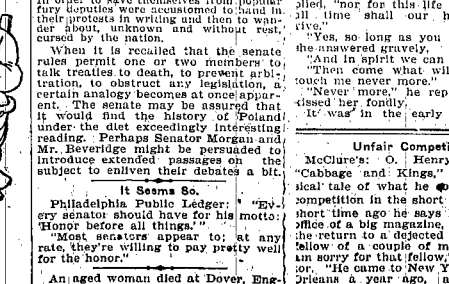 in order to save themselves from popular
fury deputies were accustomed to hand in
their protests in writing and then to wan-
der about, unknown and without rest,
cursed by the nation.
When it is recalled that the senate
rules permit one or two members to
talk treaties to death, to prevent arbi-
tration, to obstruct any legislation, a
certain analogy becomes at once appar-
ent. The senate may be assured that
it would find the history of Poland
under the diet exceedingly interesting
reading. Perhaps Senator Morgan and
Mr. Beveridge might be persuaded to
introduce extended passages on the
subject to enliven their debates a bit.
It Seems So.
Philadelphia Public Ledger: "Ev-
ery senator should have for his motto:
'Honor before all things.'"
"Most senators appear to; at any
rate, they're willing to pay pretty well
for the honor."
An aged woman died at Dover, Eng-
plied, "nor for this life
all time shall our
rive."
"Yes, so long as you
she answered gravely,
"And in spirit we can
"Then come what wil
touch me never more."
"Never more," he rep
kissed her fondly.
It was in the early
Unfair Competi
McClure's: O. Henry
"Cabbage and Kings,"
sical tale of what he
competition in the short
short time ago he says
office of a big magazine,
the return to a dejected
fellow of a couple of m
am sorry for that fellow,"
tor. "He came to New Y
Orleans a year ago,